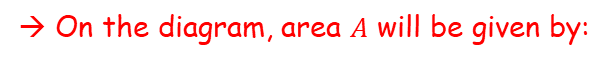 → On the diagram, area A will be given by: